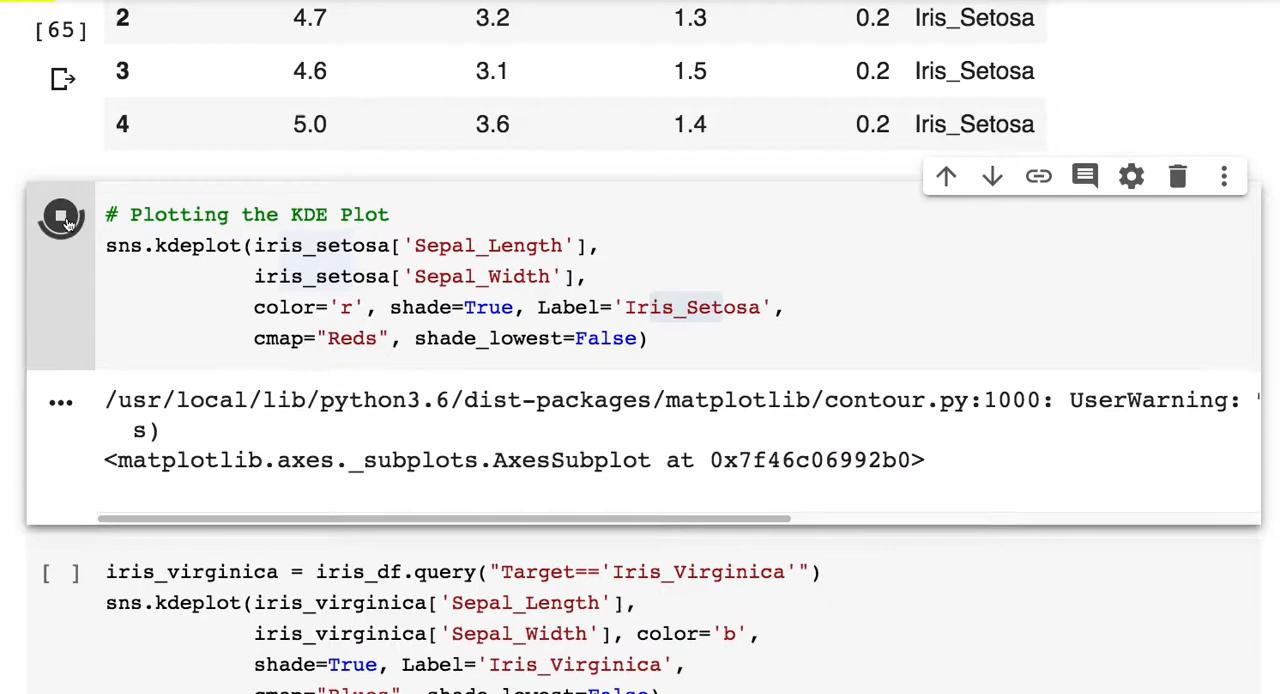 2 4.7 3.2 1.3 0.2 Iris_Setosa
[65]
3 4.6 3.1 1.5 0.2 Iris_Setosa
4 5.0 3.6 1.4 0.2 Iris_Setosa
# Plotting the KDE Plot
sns.kdeplot(iris_setosa['Sepal_Length'],
iris_setosa['Sepal_Width'],
color='r', shade=True, Label='Iris_Setosa',
cmap="Reds", shade_lowest=False)
/usr/local/lib/python3.6/dist-packages/matplotlib/contour.py:1000: UserWarning:
s)
<matplotlib.axes._subplots.AxesSubplot at 0x7f46c06992b0>
[ ] iris_virginica = iris_df.query("Target=='Iris_Virginica'")
sns.kdeplot(iris_virginica['Sepal_Length'],
iris_virginica['Sepal_Width'], color='b',
shade=True, Label='Iris_Virginica',
cmap="Blues", shade_lowest=False)